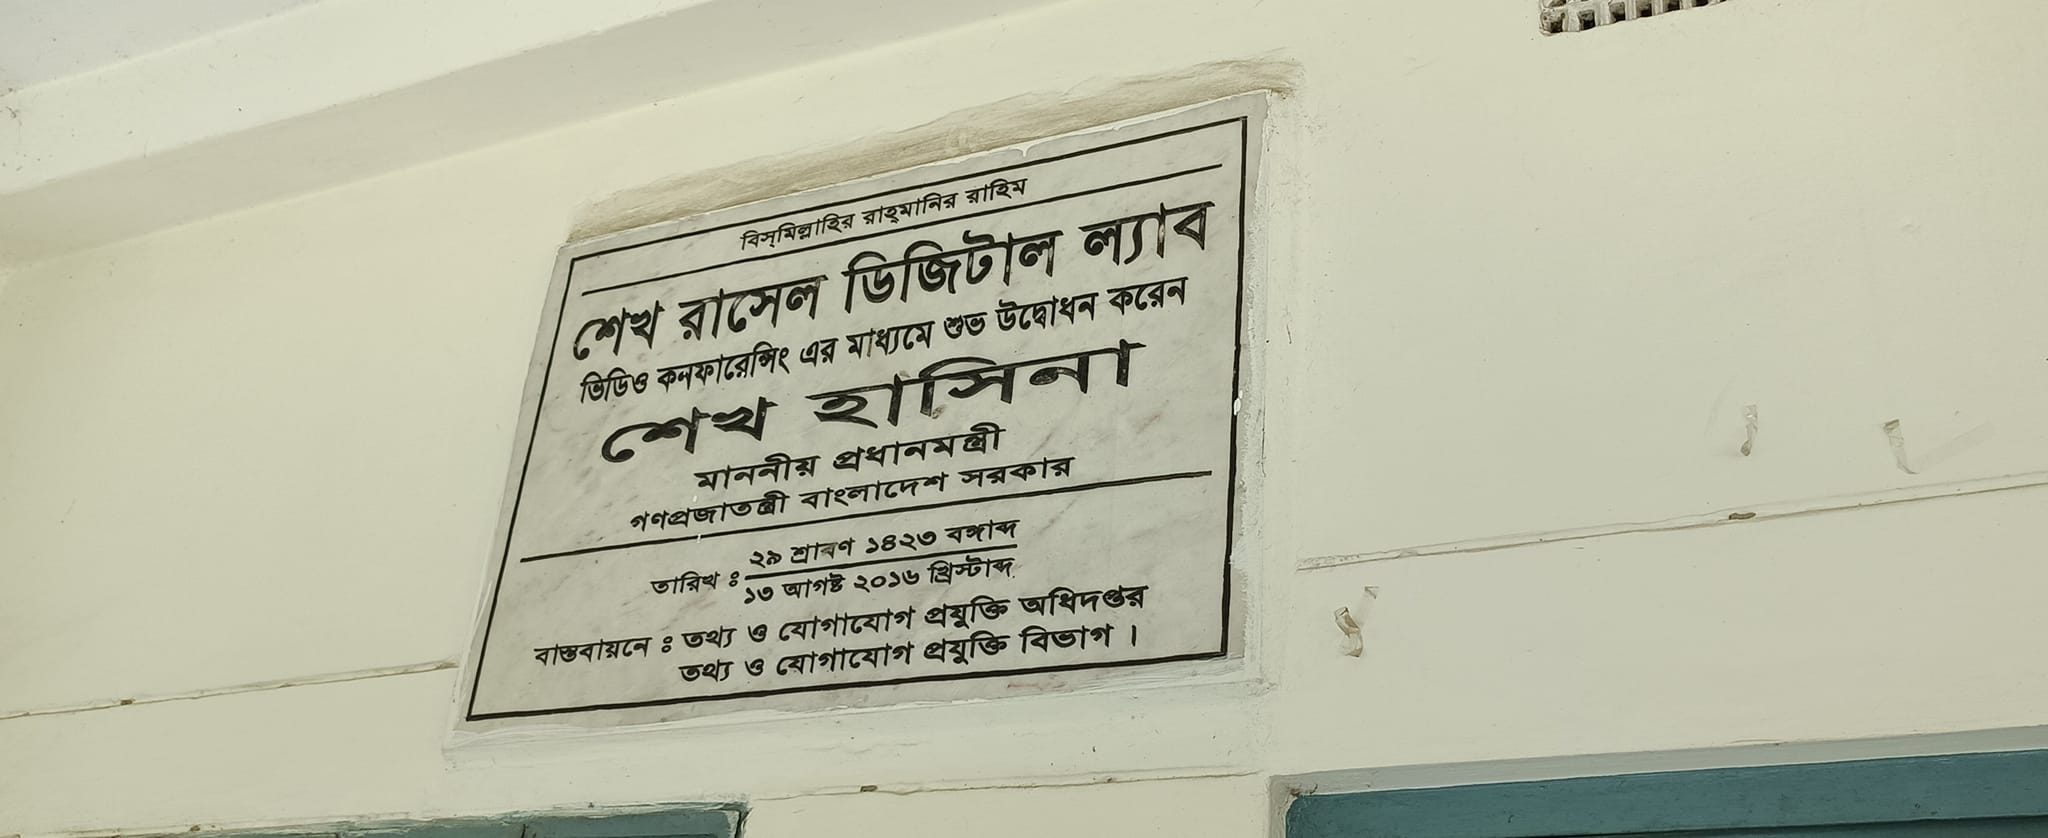 বিস্‌মিল্লাহির রাহ্‌মানির রাহিম
শেখ রাসেল ডিজিটাল ল্যাব
ভিডিও কনফারেন্সিং এর মাধ্যমে শুভ উদ্বোধন করেন
শেখ হাসিনা
মাননীয় প্রধানমন্ত্রী
গণপ্রজাতন্ত্রী বাংলাদেশ সরকার
তারিখ : ২৯ শ্রাবণ ১৪২৩ বঙ্গাব্দ
১৩ আগষ্ট ২০১৬ খ্রিস্টাব্দ
বাস্তবায়নে : তথ্য ও যোগাযোগ প্রযুক্তি অধিদপ্তর
তথ্য ও যোগাযোগ প্রযুক্তি বিভাগ ।